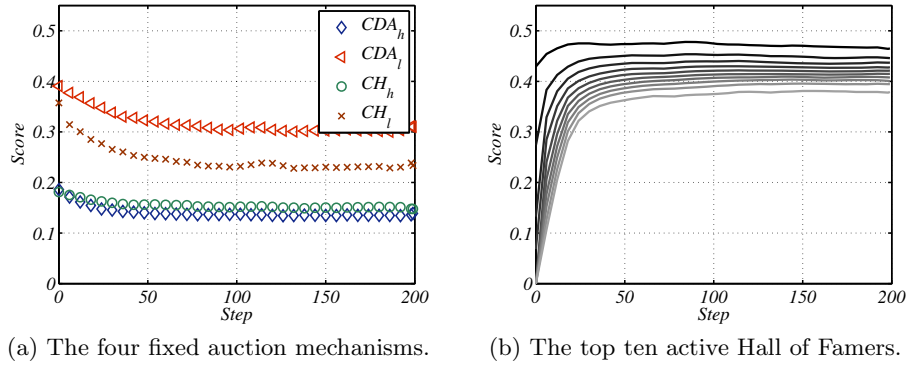 0.5
0.4
0.3
0.2
0.1
0
Score
0 50 100 150 200
Step
CDA_h
CDA_l
CH_h
CH_l
(a) The four fixed auction mechanisms.
0.5
0.4
0.3
0.2
0.1
0
Score
0 50 100 150 200
Step
(b) The top ten active Hall of Famers.